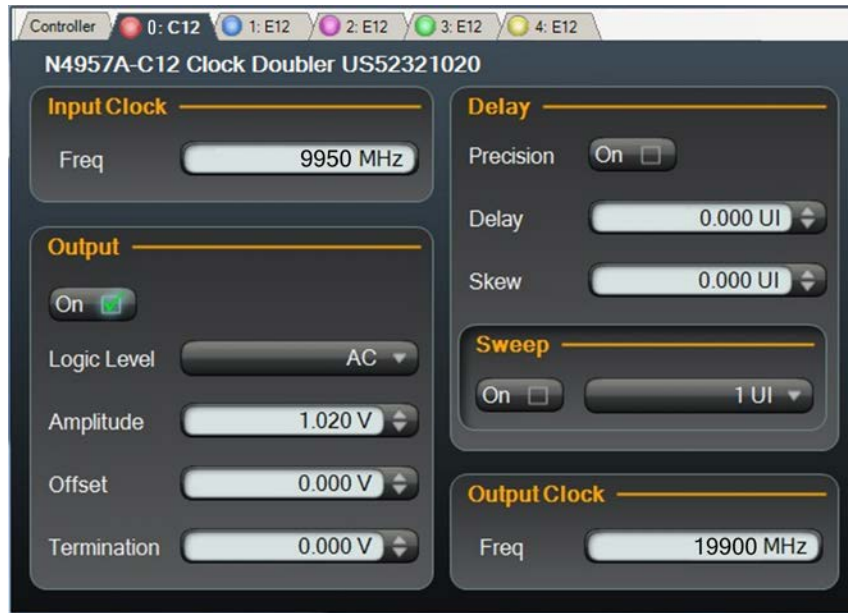 Controller 0: C12 1: E12 2: E12 3: E12 4: E12
N4957A-C12 Clock Doubler US52321020
Input Clock
Freq 9950 MHz
Output
On
Logic Level AC
Amplitude 1.020 V
Offset 0.000 V
Termination 0.000 V
Delay
Precision On
Delay 0.000 UI
Skew 0.000 UI
Sweep
On 1 UI
Output Clock
Freq 19900 MHz